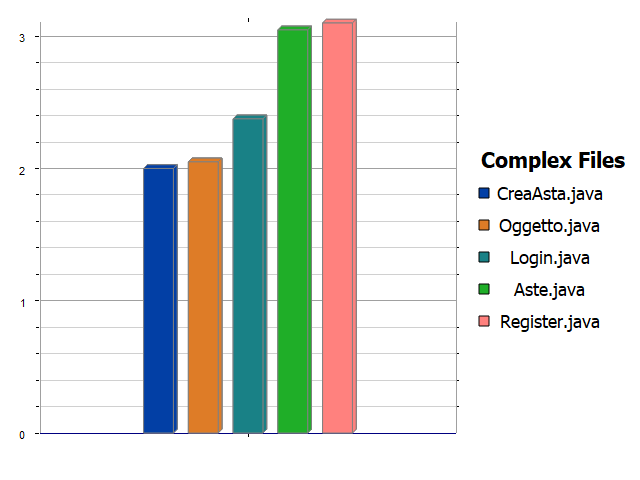 3
2
1
0
Complex Files
CreaAsta.java
Oggetto.java
Login.java
Aste.java
Register.java